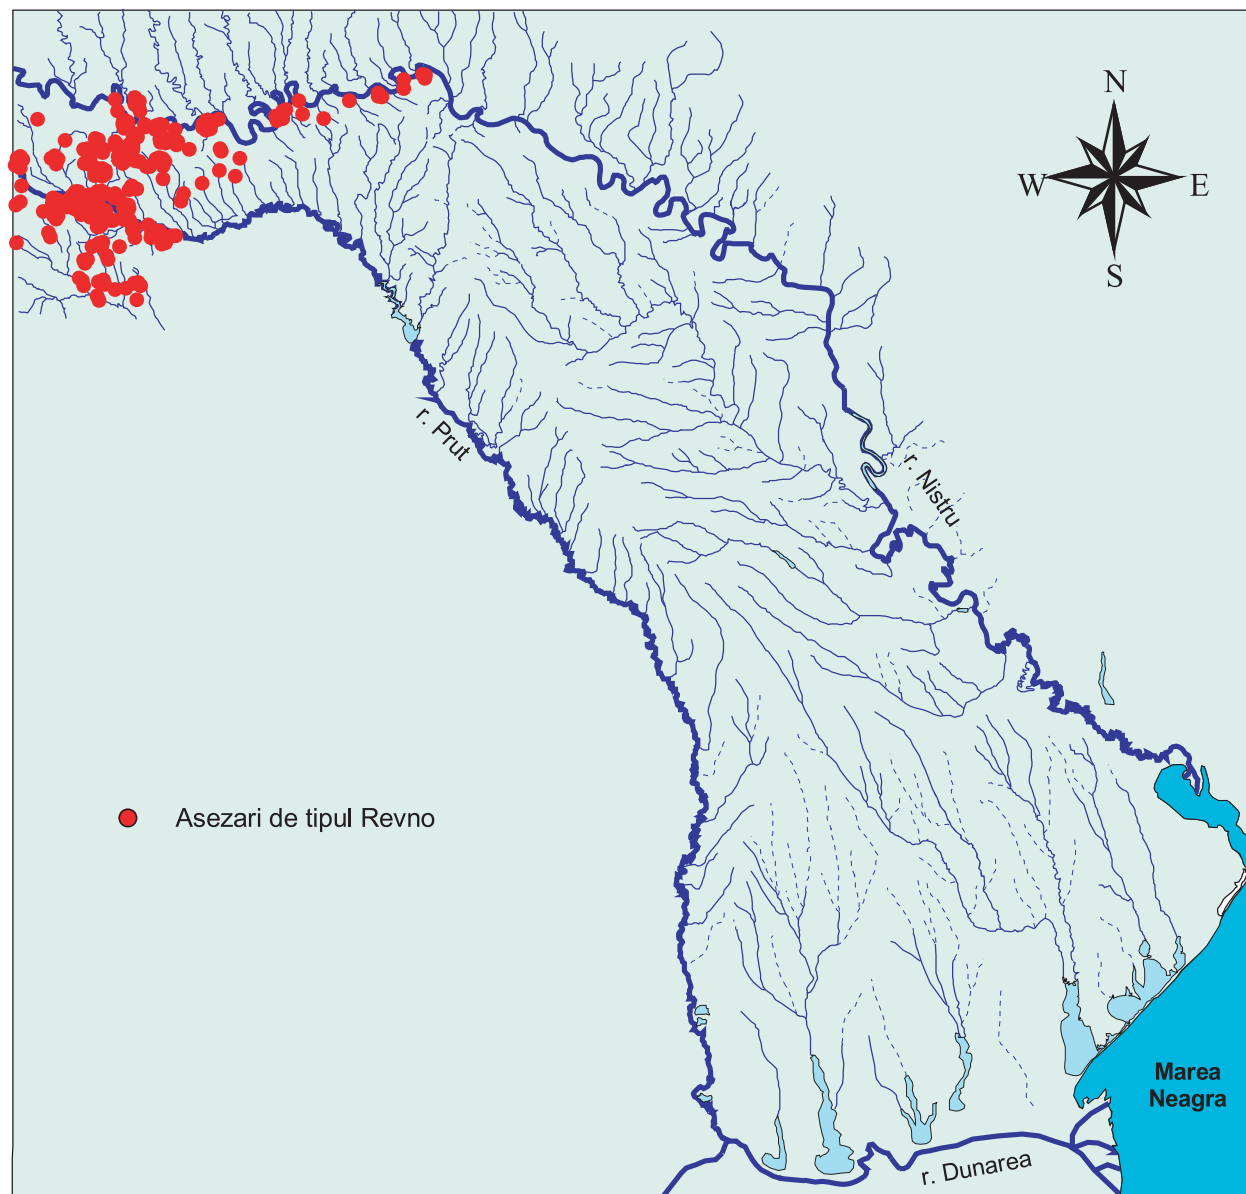 N
W
E
S
r. Prut
r. Nistru
Asezari de tipul Revno
Marea
Neagra
r. Dunarea